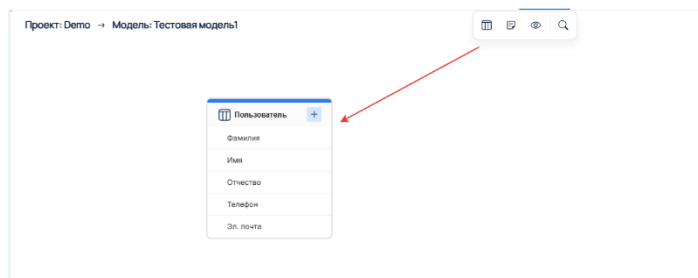 Проект: Demo → Модель: Тестовая модель1
Пользователь +
Фамилия
Имя
Отчество
Телефон
Эл. почта